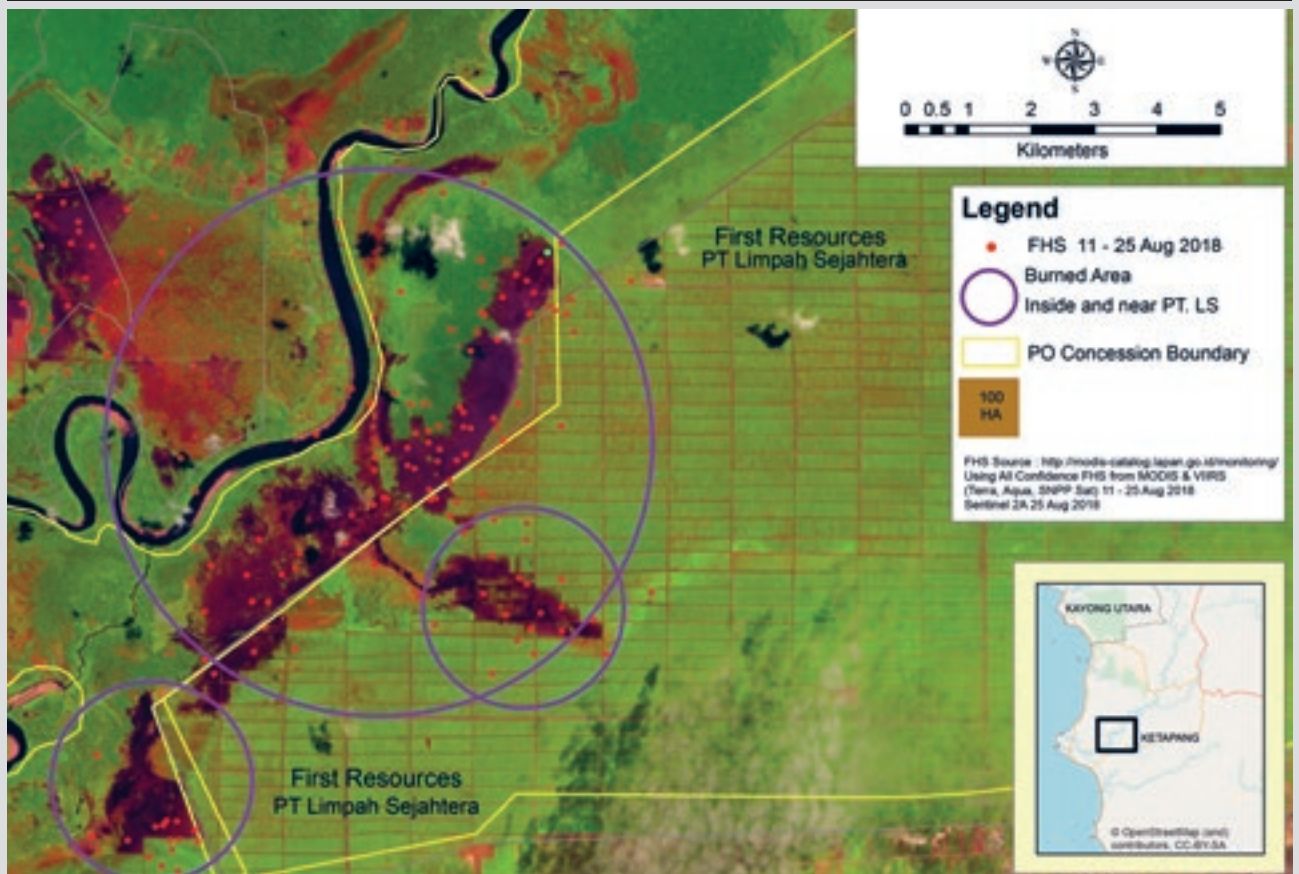 N
W E
S
0 0.5 1 2 3 4 5
Kilometers
First Resources
PT Limpah Sejahtera
Legend
FHS 11 - 25 Aug 2018
Burned Area
Inside and near PT. LS
PO Concession Boundary
100
HA
FHS Source : http://modis-catalog.lapan.go.id/monitoring/
Using All Confidence FHS from MODIS & VIIRS
(Terra, Aqua, SNPP Sat) 11 - 25 Aug 2018
Sentinel 2A 25 Aug 2018
First Resources
PT Limpah Sejahtera
KAYONG UTARA
KETAPANG
© OpenStreetMap (and)
contributors, CC-BY-SA